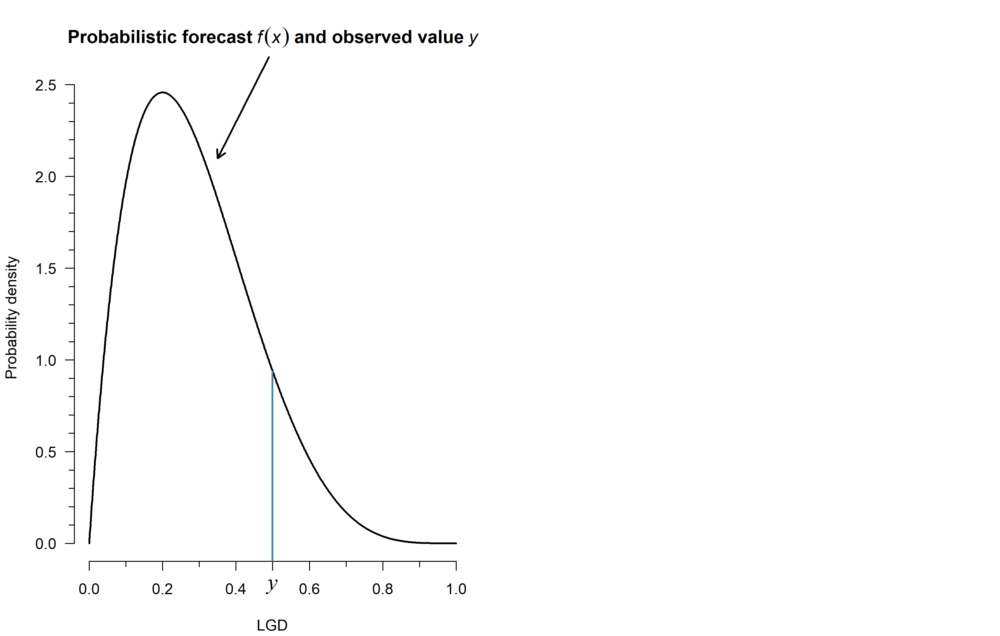 Probabilistic forecast f(x) and observed value y
2.5
2.0
1.5
1.0
0.5
0.0
Probability density
0.0 0.2 0.4 y 0.6 0.8 1.0
LGD